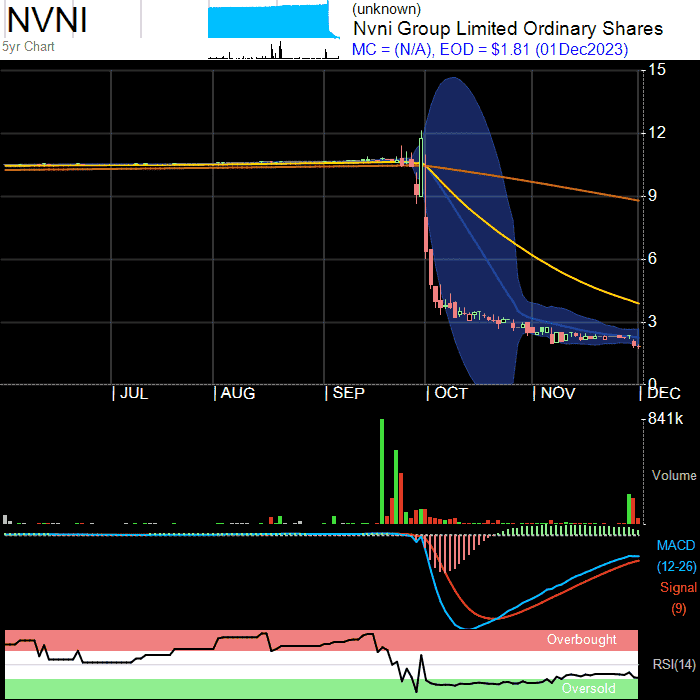 NVNI
5yr Chart
(unknown)
Nvni Group Limited Ordinary Shares
MC = (N/A), EOD = $1.81 (01Dec2023)
15
12
9
6
3
0
JUL AUG SEP OCT NOV DEC
841k
Volume
MACD
(12-26)
Signal
(9)
Overbought
RSI(14)
Oversold